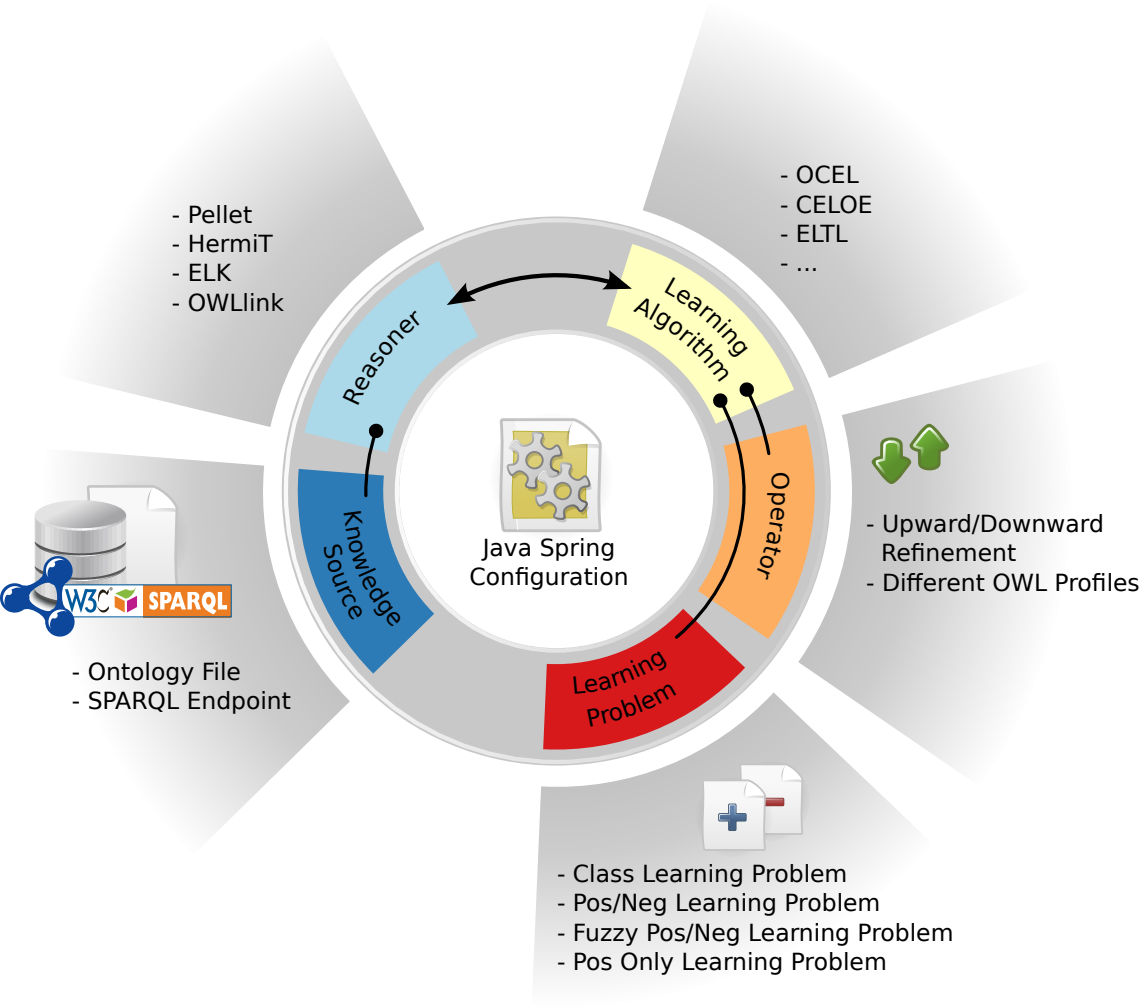 - Pellet
- HermiT
- ELK
- OWLlink
- OCEL
- CELOE
- ELTL
- ...
Reasoner
Learning
Algorithm
Java Spring
Configuration
Operator
- Upward/Downward
Refinement
- Different OWL Profiles
Knowledge
Source
W3C SPARQL
- Ontology File
- SPARQL Endpoint
Learning
Problem
- Class Learning Problem
- Pos/Neg Learning Problem
- Fuzzy Pos/Neg Learning Problem
- Pos Only Learning Problem